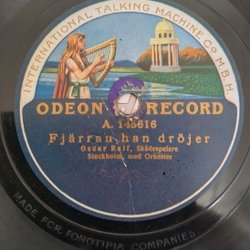 INTERNATIONAL TALKING MACHINE Co M.B.H.
ODEON RECORD
A. 145616
Fjärran han dröjer
Oscar Ralf, Skådespelare
Stockholm, med Orkester
MADE FOR FONOTIPIA COMPANIES